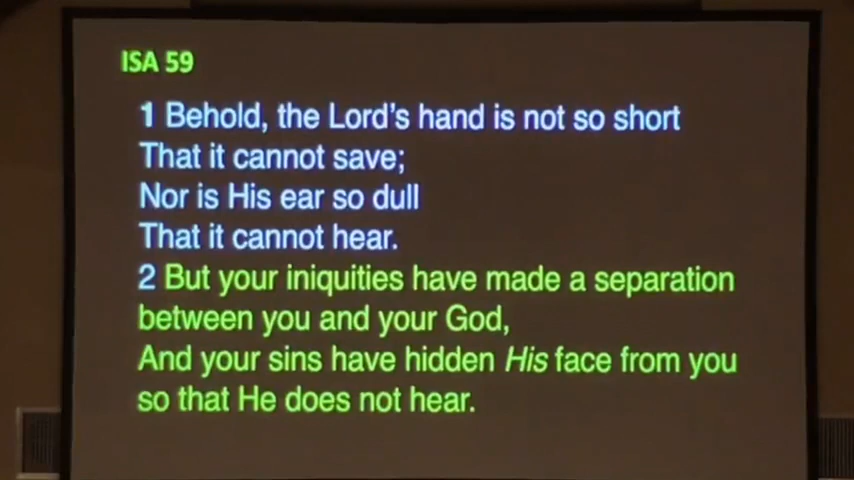 ISA 59
1 Behold, the Lord's hand is not so short
That it cannot save;
Nor is His ear so dull
That it cannot hear.
2 But your iniquities have made a separation
between you and your God,
And your sins have hidden His face from you
so that He does not hear.